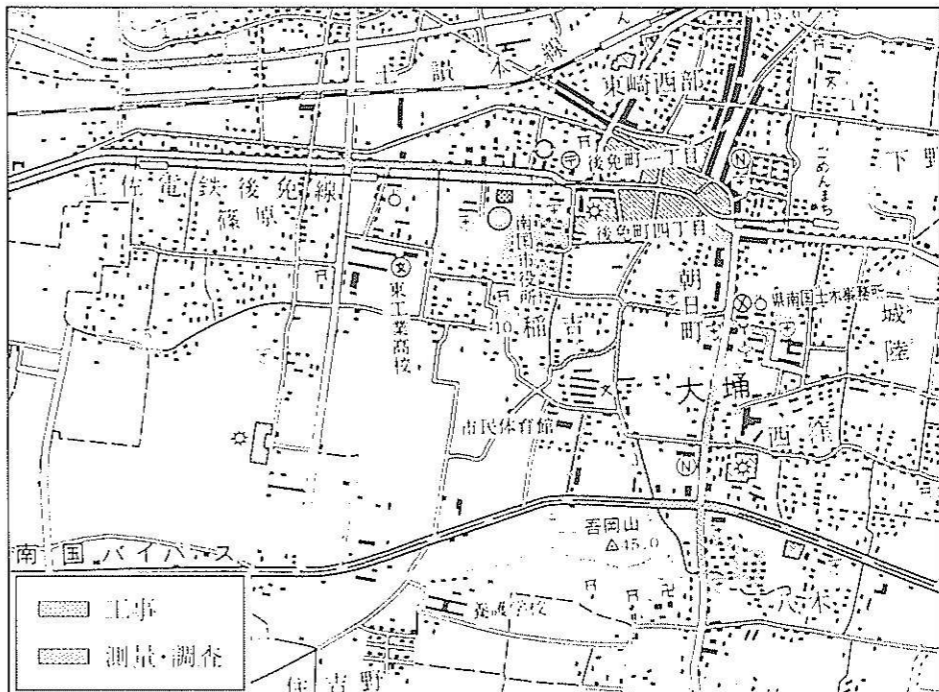 土讃本線
東崎西部
後免町一丁目
下野
ごめんまち
土佐電鉄後免線
篠原
南国市役所
後免町四丁目
朝日町
県南国土木事務所
東工業高校
稲吉
10
城陸
大埇
市民体育館
西窪
吾岡山
45.0
南国バイパス
工事
測量・調査
養護学校
八木
住吉野